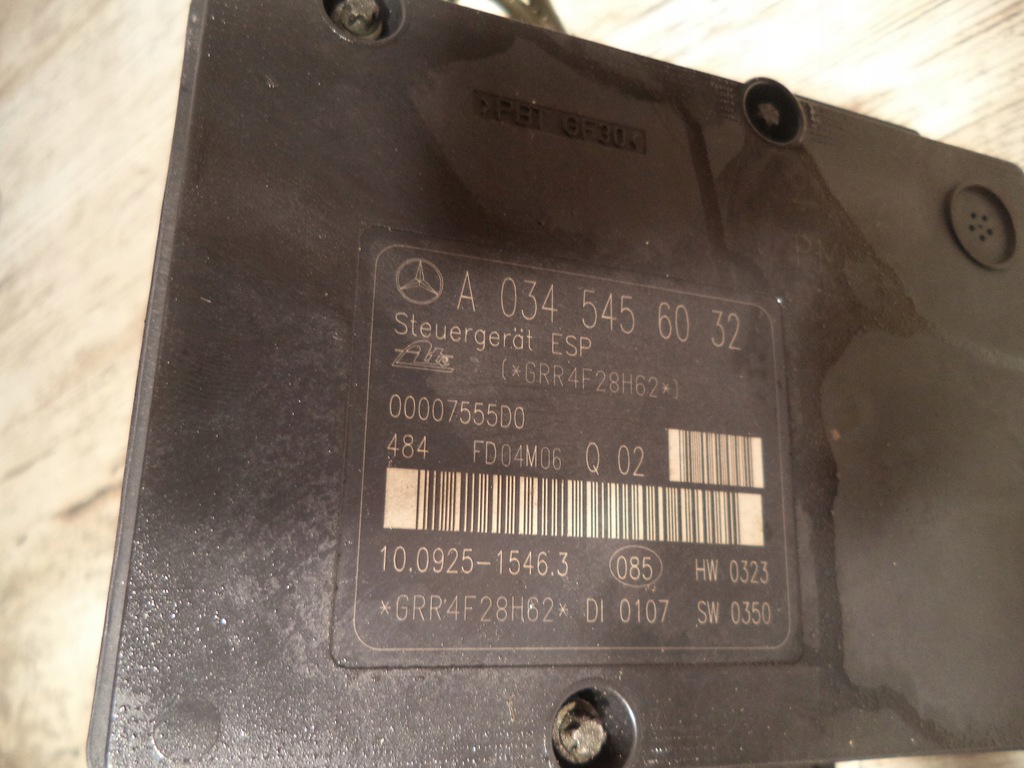 >PBT GF30<
A 034 545 60 32
Steuergerät ESP
Ate (*GRR4F28H62*)
00007555D0
484 FD04M06 Q 02
10.0925-1546.3 085 HW 0323
*GRR4F28H62* DI 0107 SW 0350